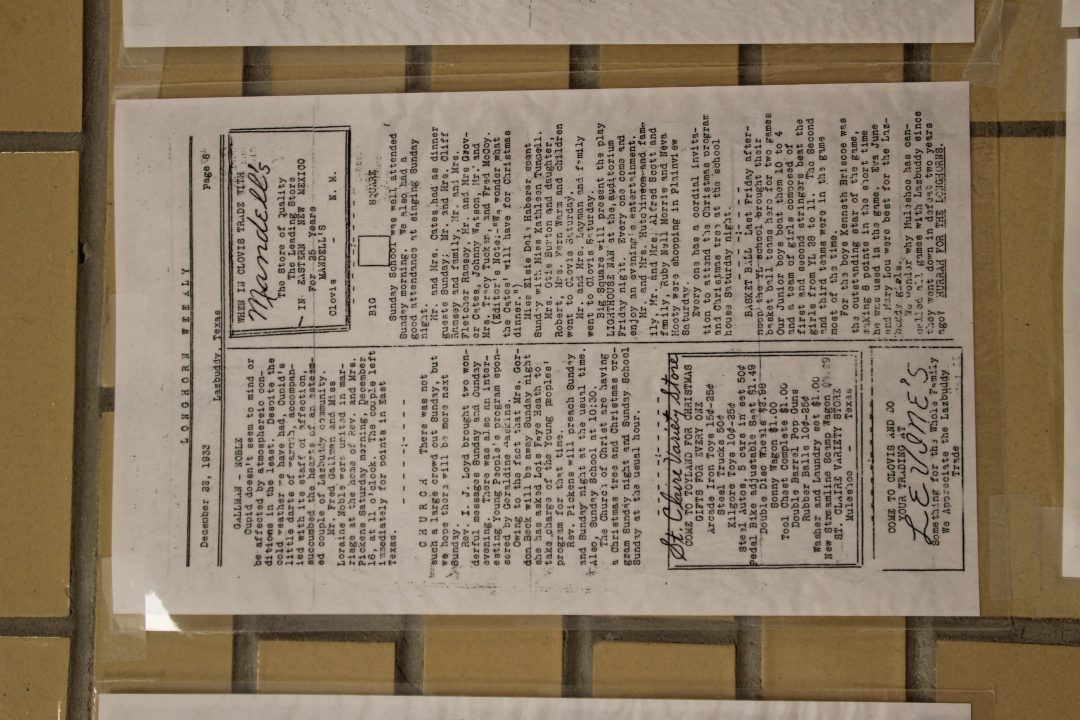 LONGHORN WEEKLY
December 22, 1933 Lazbuddy, Texas Page 8
GALLMAN NOBLE
Cupid doesn't seem to mind or
be effected by atmospherie con-
ditions in the least. Despite the
cold weather we have had, Cupid's
little darts of warmth, accompan-
ied with its staff of affection,
succumbed the hearts of an esteem-
ed couple of Lazbuddy community.
Mr. Fred Gallman and Miss
Loraine Noble were united in mar-
riage at the home of Rev. and Mrs.
Pickens Saturday morning, December
16, at 11 o'clock. The couple left
immediately for points in East
Texas.
CHURCH There was not
such a large crowd out Sunday, but
we hope there will be more next
Sunday.
Rev. I. J. Loyd brought two won-
derful messages Sunday and Sunday
evening. There was also an inter-
esting Young People's program spon-
sored by Geraldine Gaines.
Owing to the fact that Mrs. Gor-
don Beck will be away Sunday night
she has asked Lois Faye Heath to
take charge of the Young Peoples'
program for that time.
Rev. Pickens will preach Sunday
and Sunday night at the usual time.
Also, Sunday School at 10:30.
The Church of Christ are having
a Christmas tree and Christmas pro-
gram Sunday night and Sunday School
Sunday at the usual hour.
St. Claire Variety Store
COME TO TOYLAND FOR CHRISTMAS
GIFTS FOR EVERY ONE
Arcade Iron Toys 15¢-25¢
Steel Trucks 50¢
Kilgore Toys 10¢-25¢
Sterling, 5 cars in set 50¢
Pedal Bike adjustable Seat $1.49
Double Disc Wheels $2.98
Sonny Wagon $1.00
Tool Chest Complete $1.00
Double Barrel Pop Guns
Rubber Balls 10¢-25¢
Washer and Laundry set $1.00
New Streamline Scamp Wagon
ST. CLAIRE VARIETY STORE
Muleshoe - Texas
COME TO CLOVIS AND DO
YOUR TRADING AT
LEVINE'S
Something for the Whole Family
We Appreciate the Lazbuddy
Trade
WHEN IN CLOVIS TRADE WITH
Mandell's
The Store of Quality
The Leading Store
IN EASTERN NEW MEXICO
For 25 Years
MANDELL'S
Clovis N. M.
BIG SQUARE
Sunday School was well attended
Sunday morning. We also had a
good attendance at singing Sunday
night.
Mr. and Mrs. Cates had as dinner
guests Sunday; Mr. and Mrs. Cliff
Ramsey and family, Mr. and Mrs.
Fletcher Ramsey, Mr. and Mrs Grov-
er Cates, Johnny Watson, Mr. and
Mrs. Tracy Tucker and Fred McCoy.
(Editor's Note:-We wonder what
the Cates' will have for Christmas
dinner.)
Miss Elsie Dale Haberer spent
Sunday with Miss Kathleen Tunnell.
Mrs. Otis Burton and daughter,
Robert, Mrs. Fern Ward and children
went to Clovis Saturday.
Mr. and Mrs. Layman and family
went to Clovis Saturday.
Big Square will present the play
LIGHTHOUSE NAN at the auditorium
Friday night. Every one come and
enjoy an evening's entertainment.
Mr. and Mrs. Hutchinson and fam-
ily, Mr. and Mrs. Alfred Scott and
family, Ruby Nell Morris and Neva
Hooty were shopping in Plainview
Saturday.
Every one has a cordial invita-
tion to attend the Christmas program
and Christmas tree at the school
house Saturday night.
BASKET BALL Last Friday after-
noon the YL school brought their
basket ball teams here for two games
Our junior boys beat them 10 to 4
and a team of girls composed of
first and second stringers beat the
girls from YL 28 to 11. The Second
and third teams were in the game
most of the time.
For the boys Kenneth Briscoe was
the outstanding star of the game,
making 8 points in the short time
he was used in the game. Eva June
and Mary Lou were best for the Laz-
buddy girls.
No wonder why Muleshoe has can-
celled all games with Lazbuddy since
they went down in defeat two years
ago? HURAH FOR THE LONGHORNS.